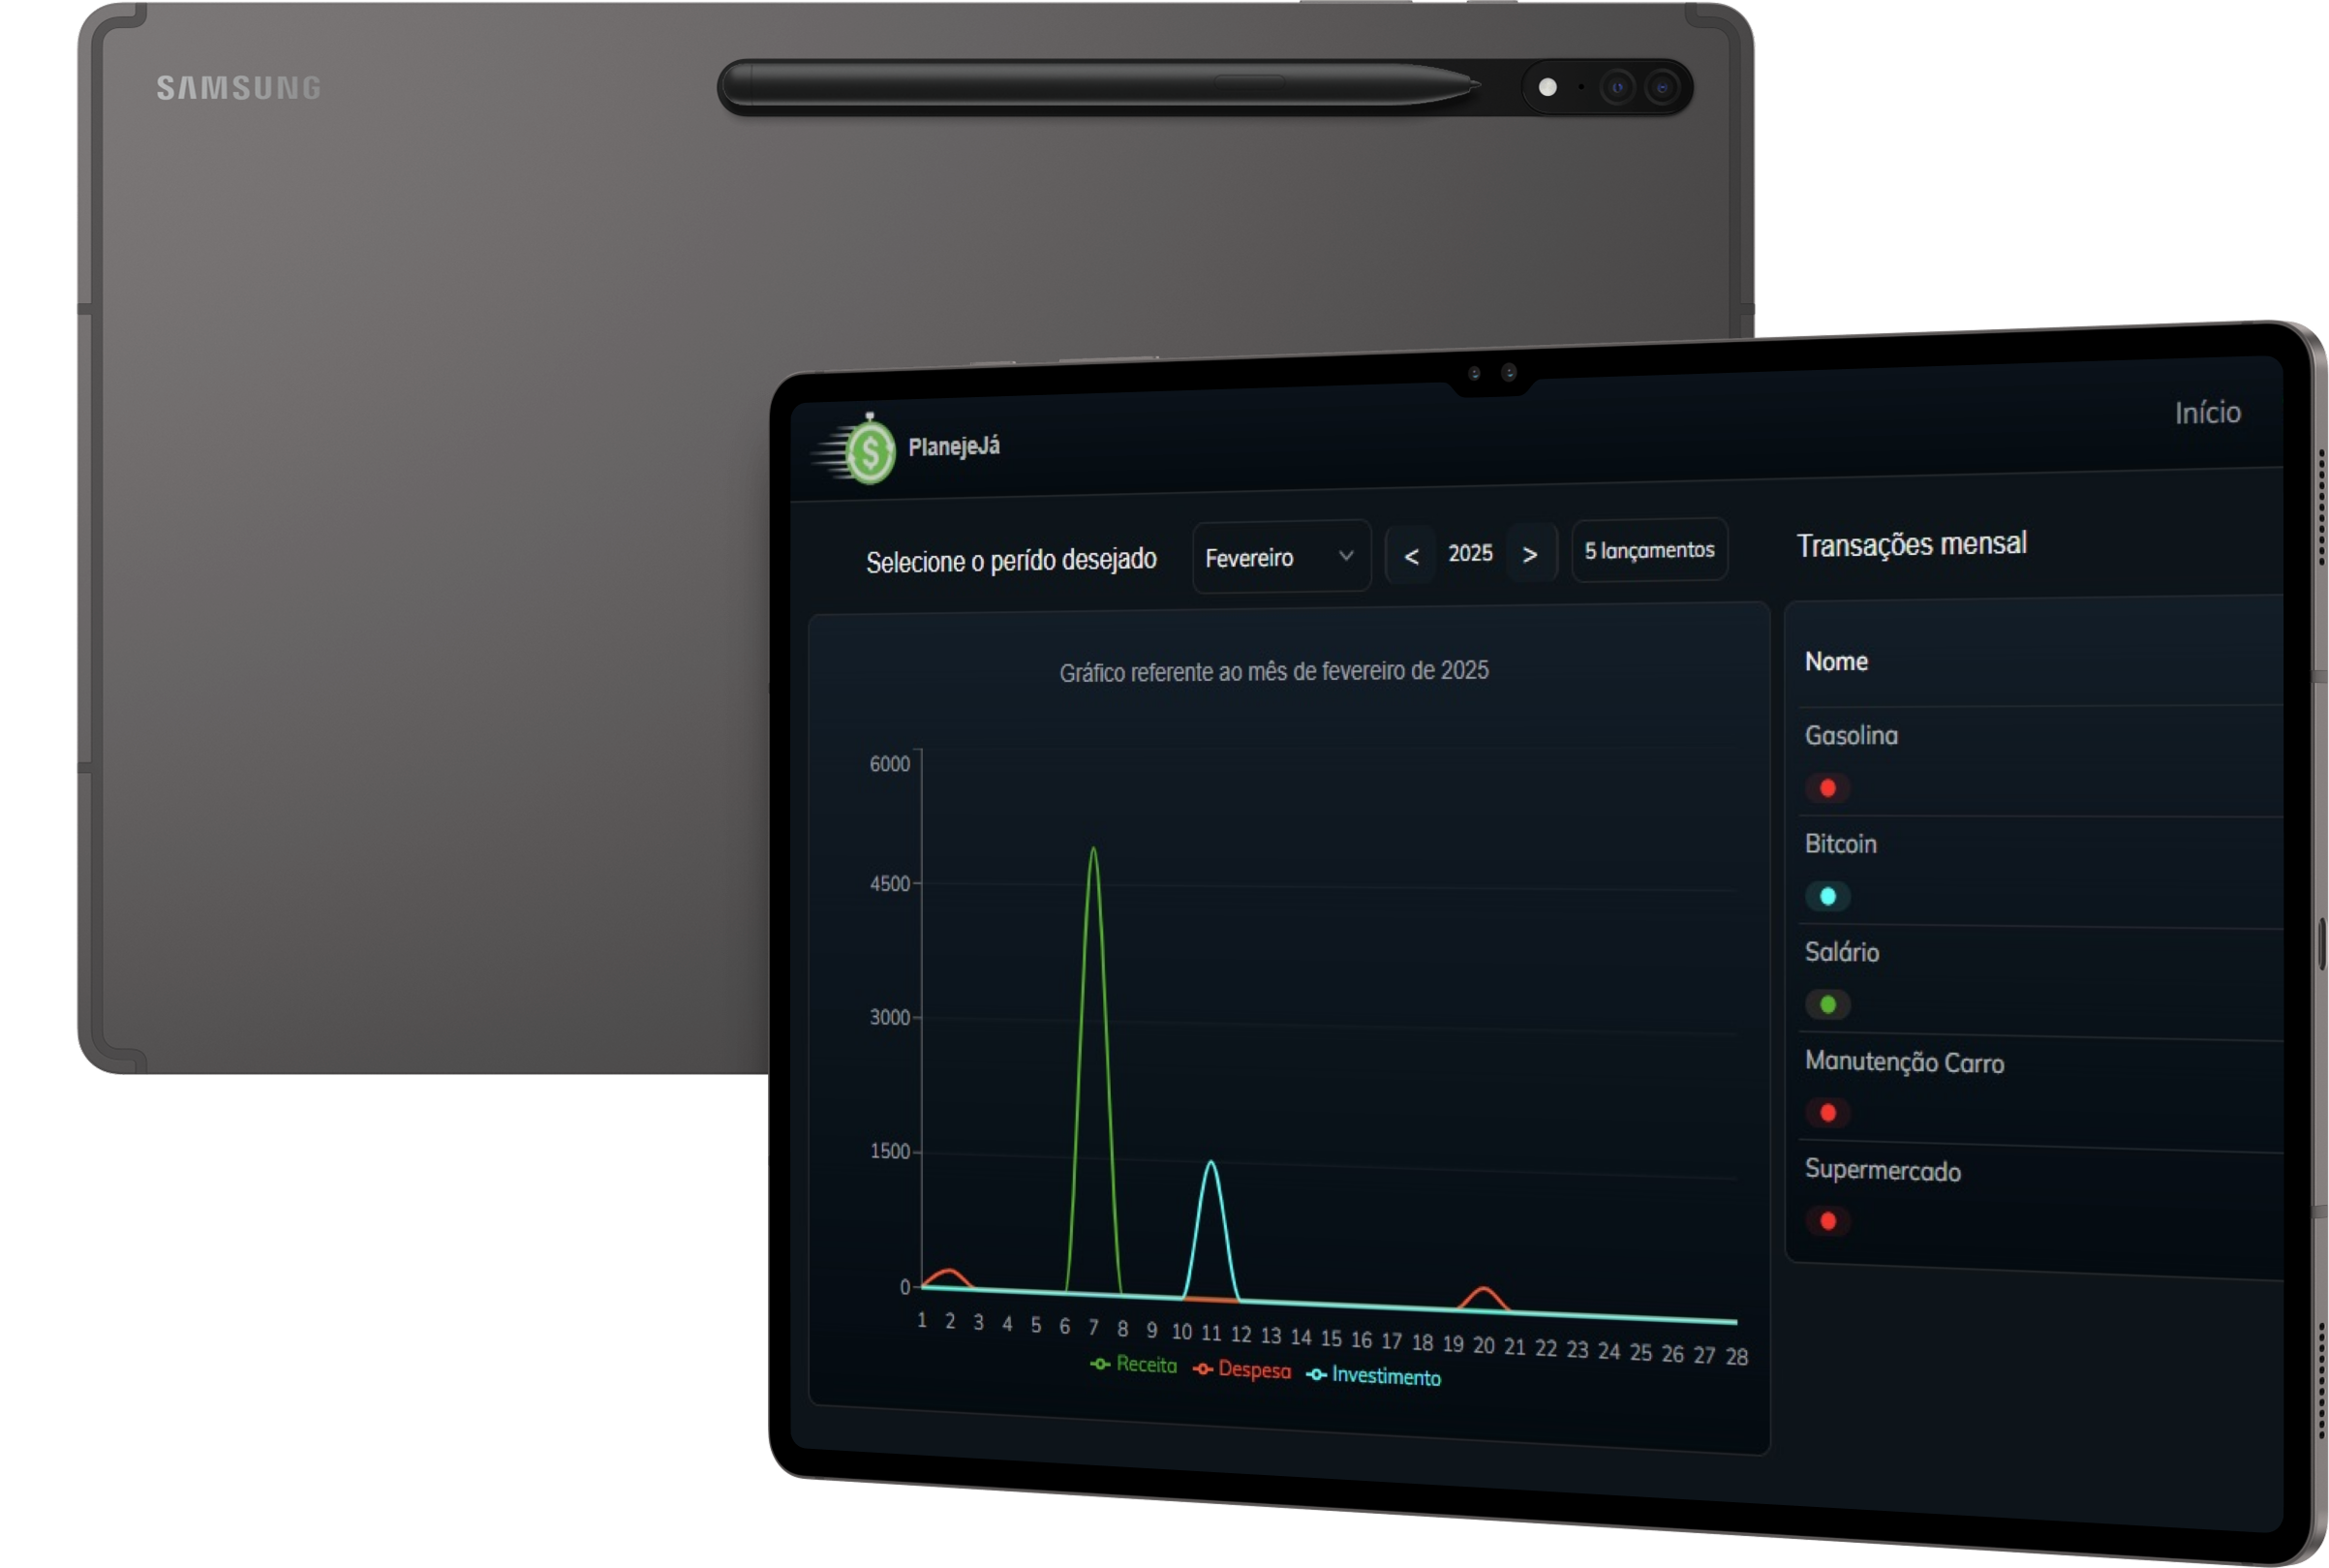 SAMSUNG
PlanejeJá
Início
Selecione o perído desejado
Fevereiro
< 2025 >
5 lançamentos
Transações mensal
Gráfico referente ao mês de fevereiro de 2025
6000
4500
3000
1500
0
1 2 3 4 5 6 7 8 9 10 11 12 13 14 15 16 17 18 19 20 21 22 23 24 25 26 27 28
Receita Despesa Investimento
Nome
Gasolina
Bitcoin
Salário
Manutenção Carro
Supermercado